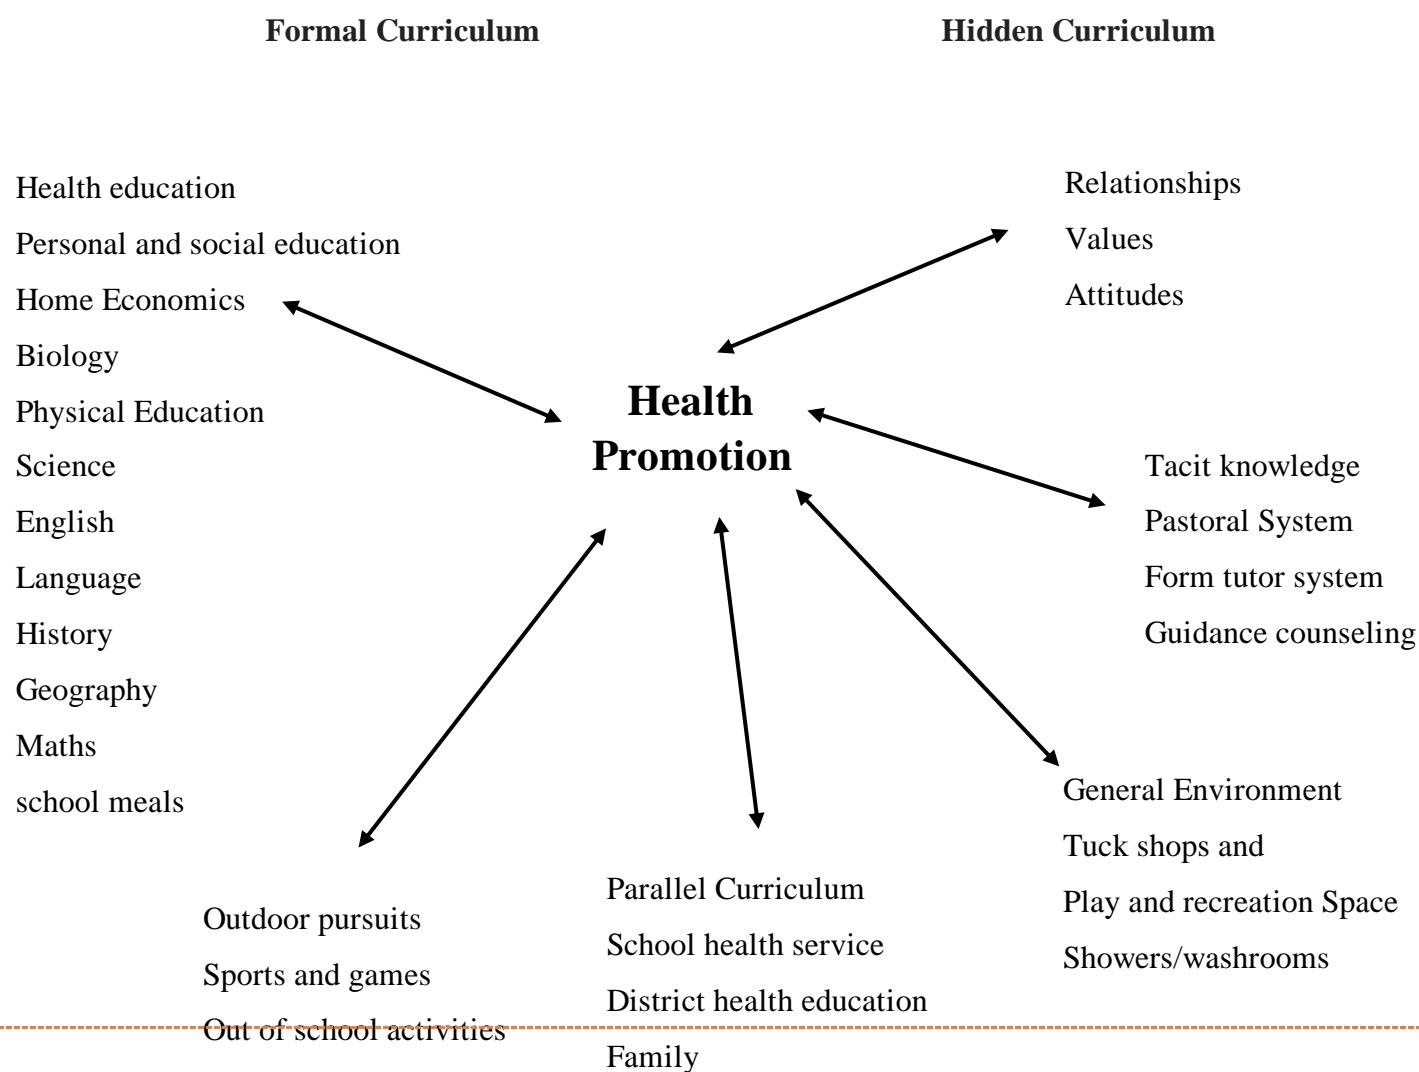 Formal Curriculum
Hidden Curriculum
Health education
Personal and social education
Home Economics
Biology
Physical Education
Science
English
Language
History
Geography
Maths
school meals
Relationships
Values
Attitudes
Health
Promotion
Tacit knowledge
Pastoral System
Form tutor system
Guidance counseling
General Environment
Tuck shops and
Play and recreation Space
Showers/washrooms
Outdoor pursuits
Sports and games
Out of school activities
Parallel Curriculum
School health service
District health education
Family